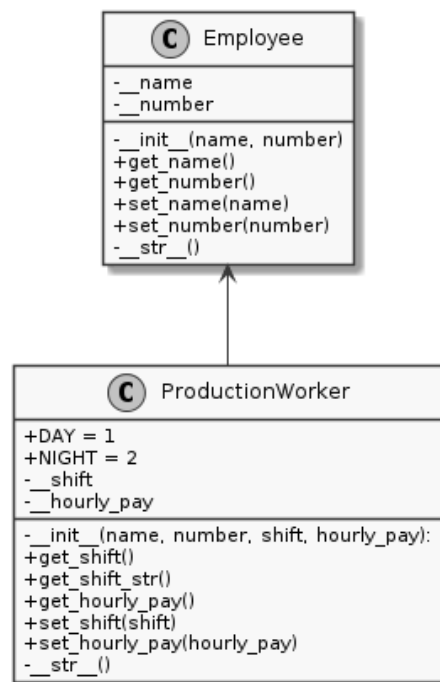 C Employee
-__name
-__number
-__init__(name, number)
+get_name()
+get_number()
+set_name(name)
+set_number(number)
-__str__()
C ProductionWorker
+DAY = 1
+NIGHT = 2
-__shift
-__hourly_pay
-__init__(name, number, shift, hourly_pay):
+get_shift()
+get_shift_str()
+get_hourly_pay()
+set_shift(shift)
+set_hourly_pay(hourly_pay)
-__str__()